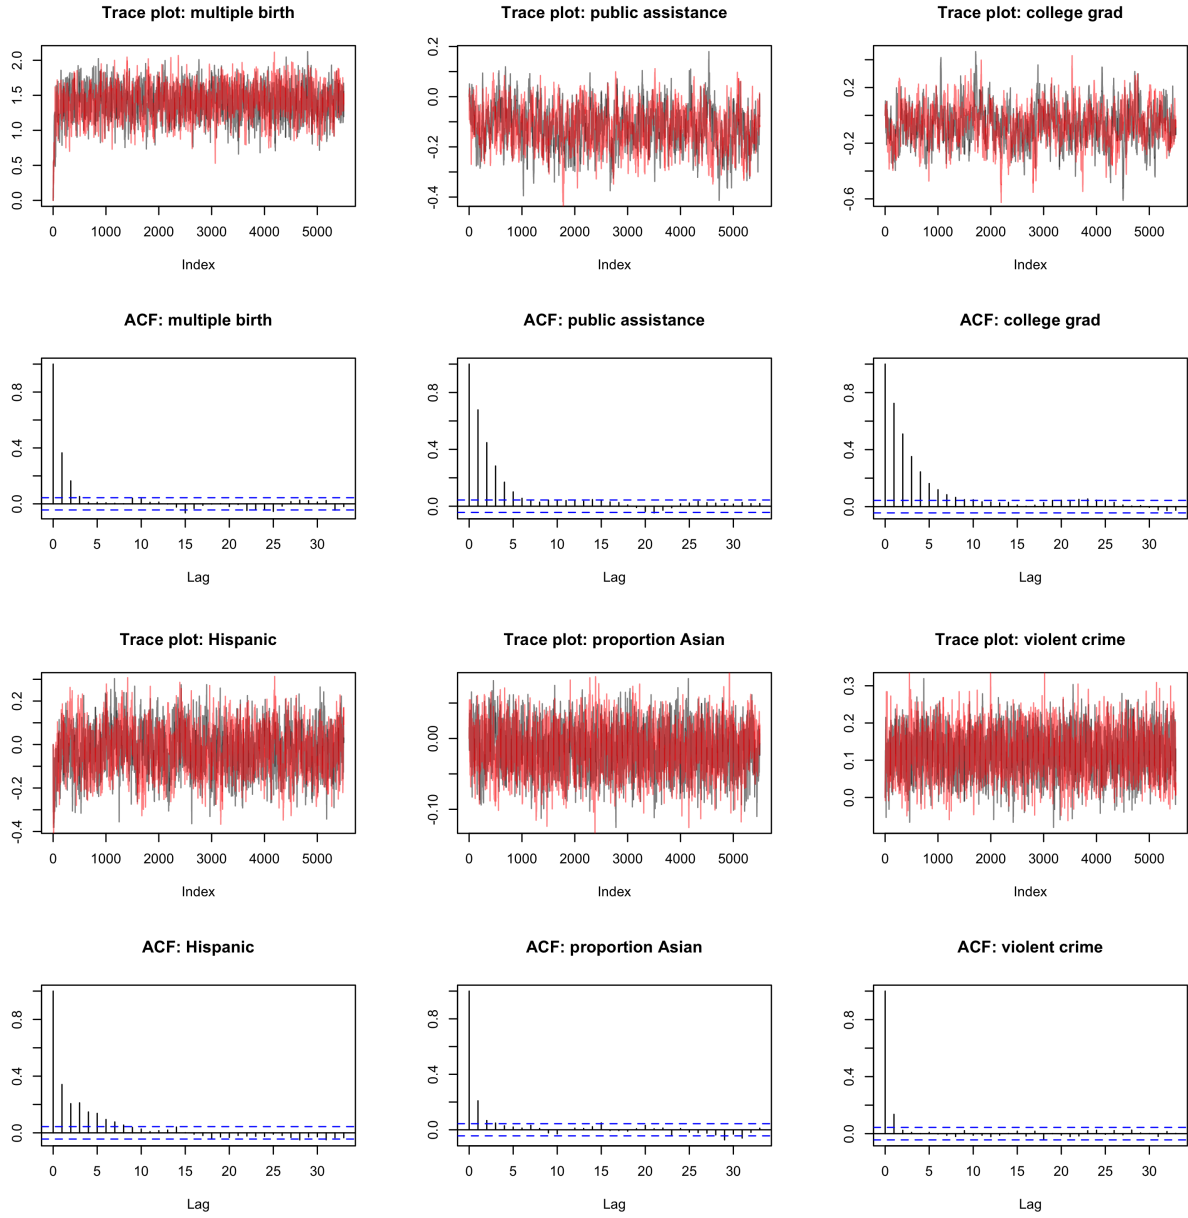 Trace plot: multiple birth
Trace plot: public assistance
Trace plot: college grad
0.0 0.5 1.0 1.5 2.0
0 1000 2000 3000 4000 5000
Index
-0.4 -0.2 0.0 0.2
0 1000 2000 3000 4000 5000
Index
-0.6 -0.2 0.2
0 1000 2000 3000 4000 5000
Index
ACF: multiple birth
ACF: public assistance
ACF: college grad
0.0 0.4 0.8
0 5 10 15 20 25 30
Lag
0.0 0.4 0.8
0 5 10 15 20 25 30
Lag
0.0 0.4 0.8
0 5 10 15 20 25 30
Lag
Trace plot: Hispanic
Trace plot: proportion Asian
Trace plot: violent crime
-0.4 -0.2 0.0 0.2
0 1000 2000 3000 4000 5000
Index
-0.10 0.00
0 1000 2000 3000 4000 5000
Index
0.0 0.1 0.2 0.3
0 1000 2000 3000 4000 5000
Index
ACF: Hispanic
ACF: proportion Asian
ACF: violent crime
0.0 0.4 0.8
0 5 10 15 20 25 30
Lag
0.0 0.4 0.8
0 5 10 15 20 25 30
Lag
0.0 0.4 0.8
0 5 10 15 20 25 30
Lag